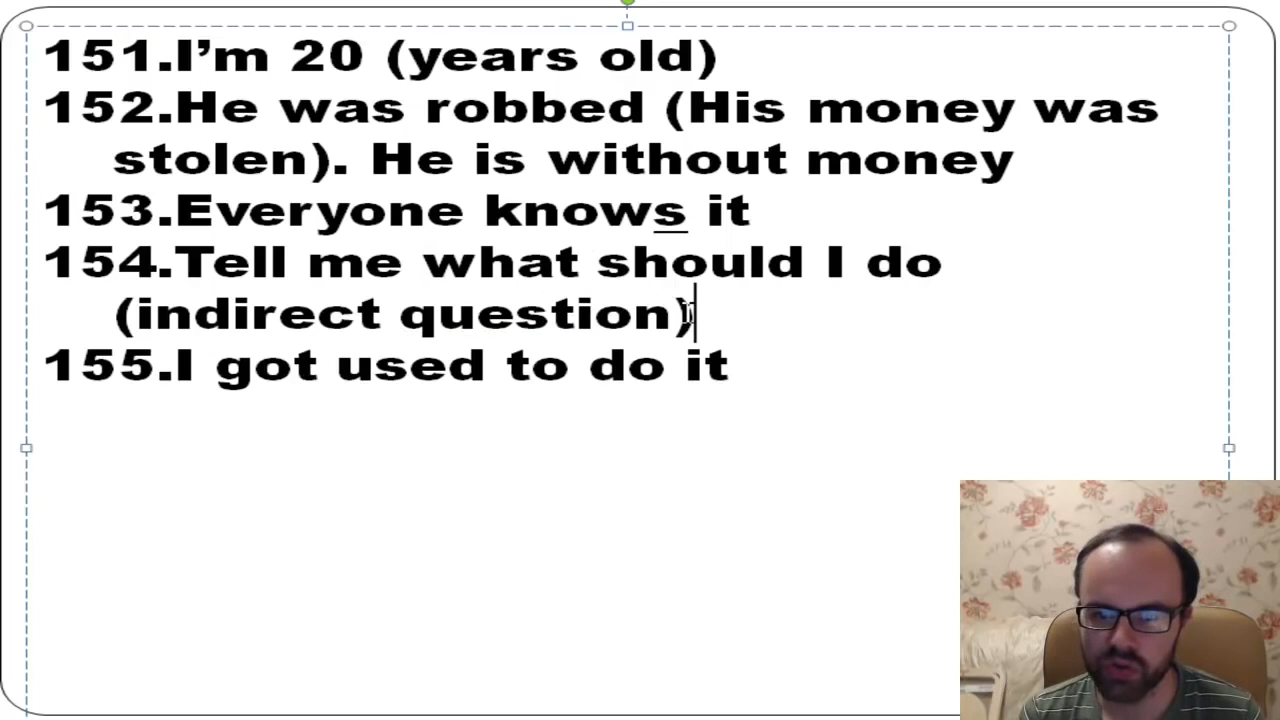 151.I’m 20 (years old)
152.He was robbed (His money was
stolen). He is without money
153.Everyone knows it
154.Tell me what should I do
(indirect question)
155.I got used to do it